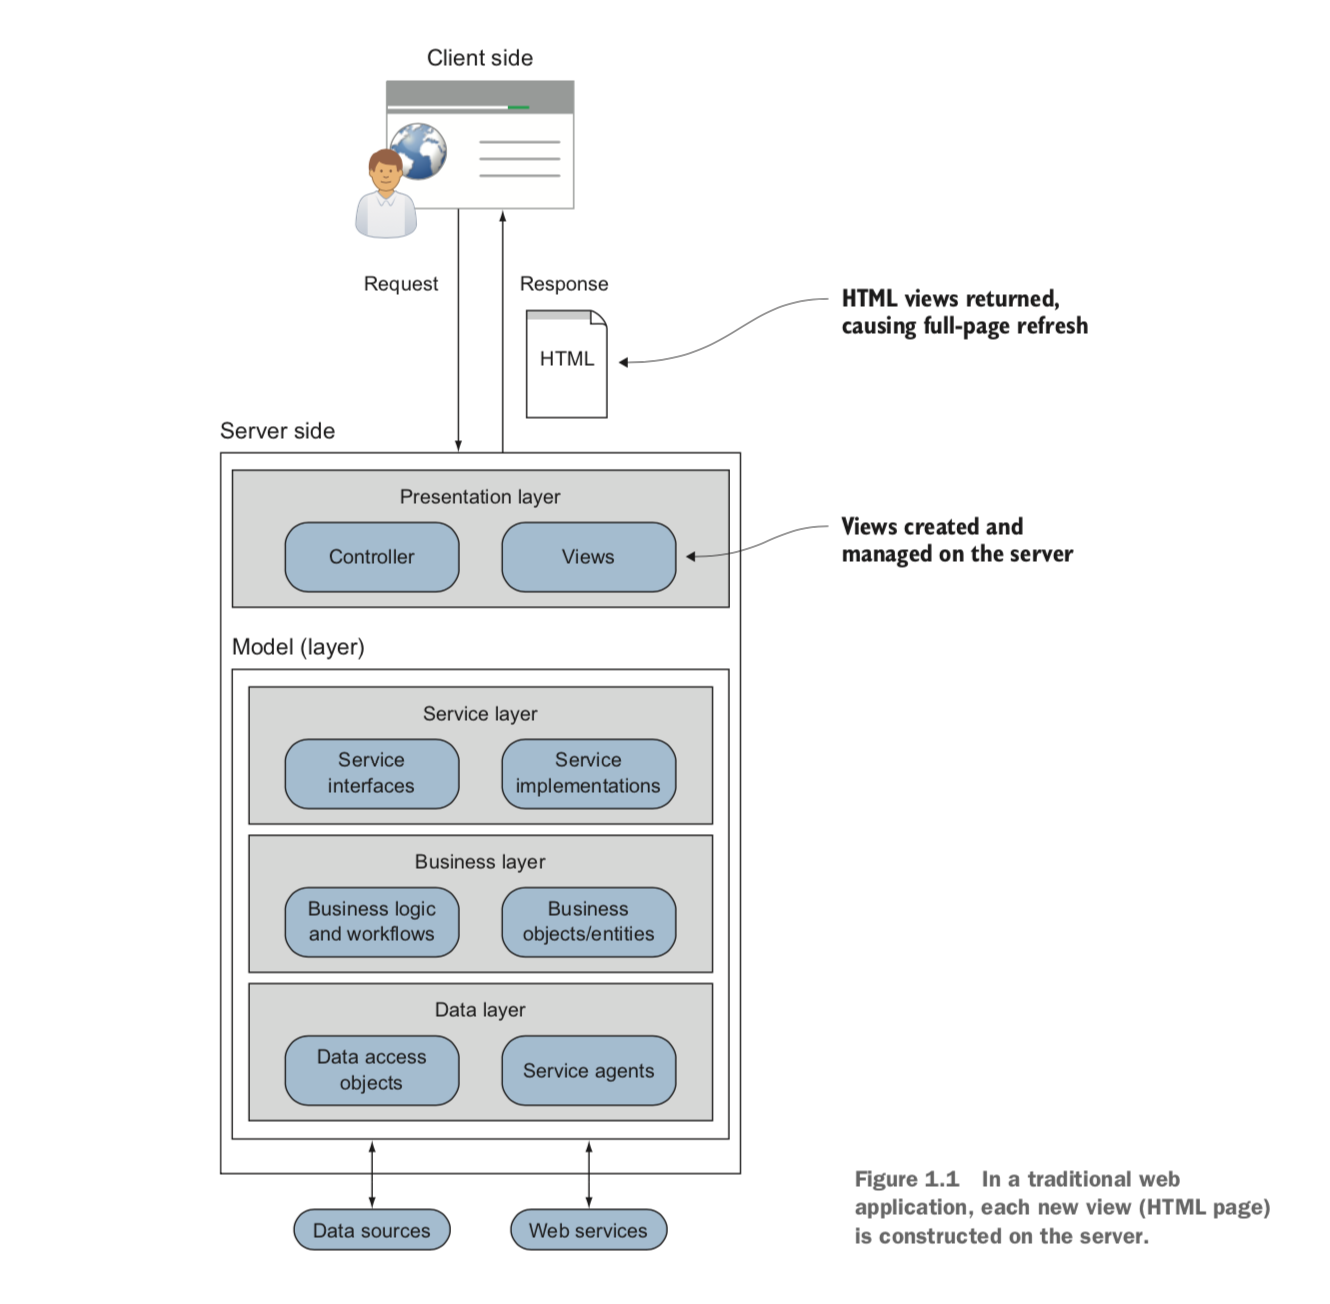 Client side
Request
Response
HTML
HTML views returned,
causing full-page refresh
Server side
Presentation layer
Controller
Views
Views created and
managed on the server
Model (layer)
Service layer
Service
interfaces
Service
implementations
Business layer
Business logic
and workflows
Business
objects/entities
Data layer
Data access
objects
Service agents
Data sources
Web services
Figure 1.1 In a traditional web
application, each new view (HTML page)
is constructed on the server.